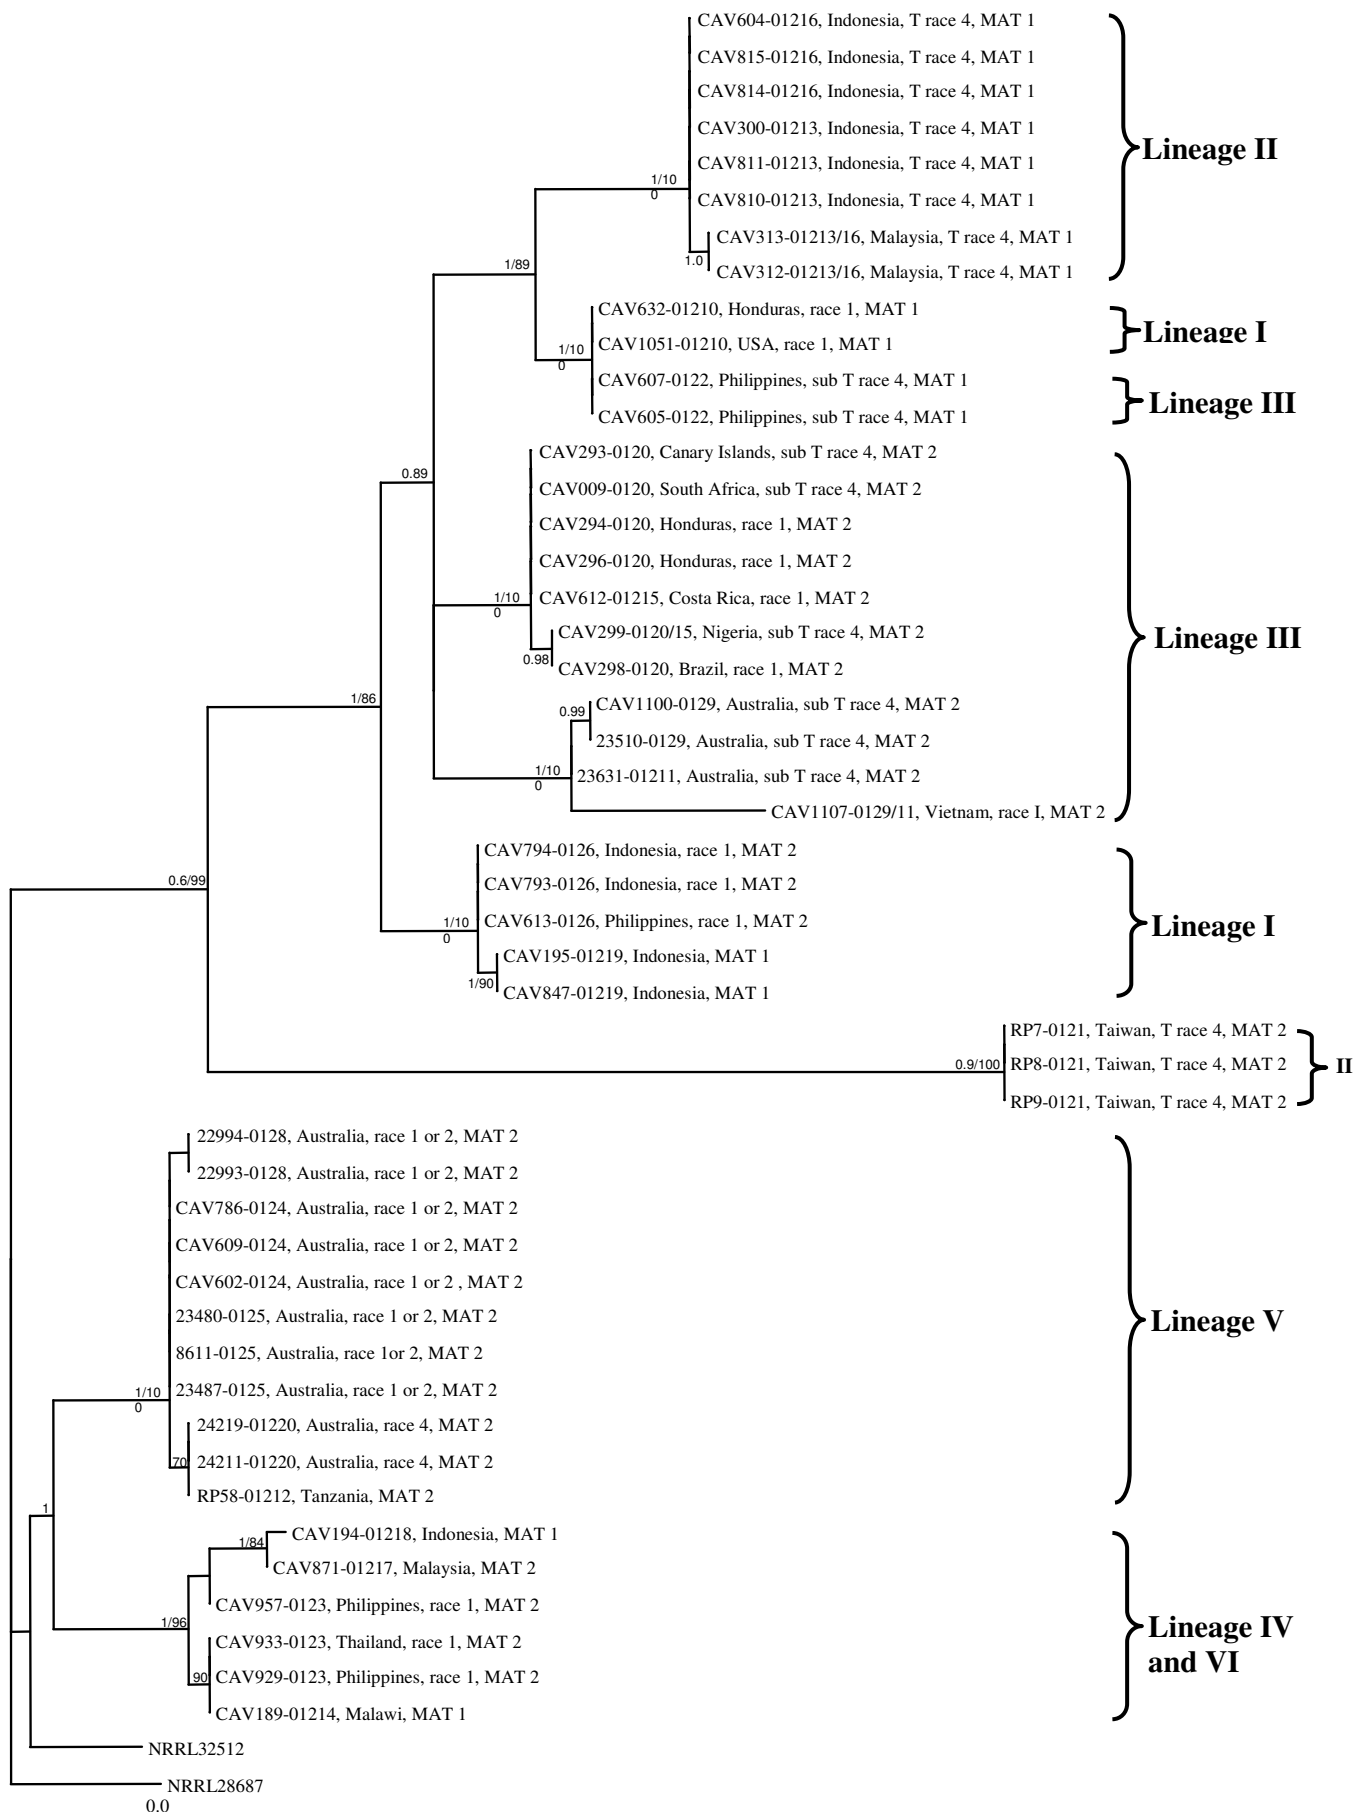 CAV604-01216, Indonesia, T race 4, MAT 1
CAV815-01216, Indonesia, T race 4, MAT 1
CAV814-01216, Indonesia, T race 4, MAT 1
CAV300-01213, Indonesia, T race 4, MAT 1
Lineage II
CAV811-01213, Indonesia, T race 4, MAT 1
1/10
0
CAV810-01213, Indonesia, T race 4, MAT 1
CAV313-01213/16, Malaysia, T race 4, MAT 1
1.0
CAV312-01213/16, Malaysia, T race 4, MAT 1
1/89
CAV632-01210, Honduras, race 1, MAT 1
Lineage I
CAV1051-01210, USA, race 1, MAT 1
1/10
0
CAV607-0122, Philippines, sub T race 4, MAT 1
Lineage III
CAV605-0122, Philippines, sub T race 4, MAT 1
CAV293-0120, Canary Islands, sub T race 4, MAT 2
0.89
CAV009-0120, South Africa, sub T race 4, MAT 2
CAV294-0120, Honduras, race 1, MAT 2
CAV296-0120, Honduras, race 1, MAT 2
1/10
0
CAV612-01215, Costa Rica, race 1, MAT 2
CAV299-0120/15, Nigeria, sub T race 4, MAT 2
Lineage III
0.98
CAV298-0120, Brazil, race 1, MAT 2
1/86
CAV1100-0129, Australia, sub T race 4, MAT 2
0.99
23510-0129, Australia, sub T race 4, MAT 2
1/10
0
23631-01211, Australia, sub T race 4, MAT 2
CAV1107-0129/11, Vietnam, race I, MAT 2
CAV794-0126, Indonesia, race 1, MAT 2
0.6/99
CAV793-0126, Indonesia, race 1, MAT 2
1/10
0
CAV613-0126, Philippines, race 1, MAT 2
Lineage I
CAV195-01219, Indonesia, MAT 1
1/90
CAV847-01219, Indonesia, MAT 1
RP7-0121, Taiwan, T race 4, MAT 2
0.9/100
RP8-0121, Taiwan, T race 4, MAT 2
II
RP9-0121, Taiwan, T race 4, MAT 2
22994-0128, Australia, race 1 or 2, MAT 2
22993-0128, Australia, race 1 or 2, MAT 2
CAV786-0124, Australia, race 1 or 2, MAT 2
CAV609-0124, Australia, race 1 or 2, MAT 2
CAV602-0124, Australia, race 1 or 2 , MAT 2
23480-0125, Australia, race 1 or 2, MAT 2
Lineage V
8611-0125, Australia, race 1or 2, MAT 2
1/10
0
23487-0125, Australia, race 1 or 2, MAT 2
24219-01220, Australia, race 4, MAT 2
70
24211-01220, Australia, race 4, MAT 2
RP58-01212, Tanzania, MAT 2
1
CAV194-01218, Indonesia, MAT 1
1/84
CAV871-01217, Malaysia, MAT 2
CAV957-0123, Philippines, race 1, MAT 2
1/96
CAV933-0123, Thailand, race 1, MAT 2
Lineage IV
and VI
90
CAV929-0123, Philippines, race 1, MAT 2
CAV189-01214, Malawi, MAT 1
NRRL32512
NRRL28687
0.0